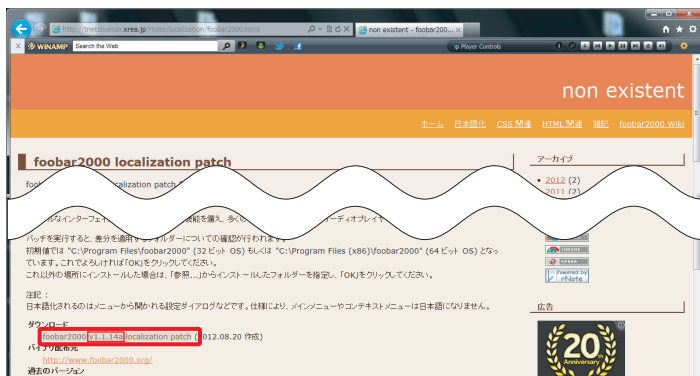 http://tnetsixenon.xrea.jp/rnote/localization/foobar2000.html
non existent - foobar200...
WINAMP
Search the Web
Player Controls
non existent
ホーム 日本語化 CSS 関連 HTML 関連 雑記 foobar2000 Wiki
foobar2000 localization patch
アーカイブ
2012 (2)
2011 (2)
alization patch
パッチを実行すると、差分を適用するフォルダーについての確認が行われます。
初期値では "C:\Program Files\foobar2000" (32 ビット OS) もしくは "C:\Program Files (x86)\foobar2000" (64 ビット OS) となっ
ています。これでよろしければ「OK」をクリックしてください。
これ以外の場所にインストールした場合は、「参照...」からインストールしたフォルダーを指定し、「OK」をクリックしてください。
CHROME
OPERA
Powered by
rNote
注記 :
日本語化されるのはメニューから開かれる設定ダイアログなどです。仕様により、メインメニューやコンテキストメニューは日本語になりません。
広告
ダウンロード
foobar2000 v1.1.14a localization patch (2012.08.20 作成)
バイナリ配布元
http://www.foobar2000.org/
過去のバージョン
20
Anniversary